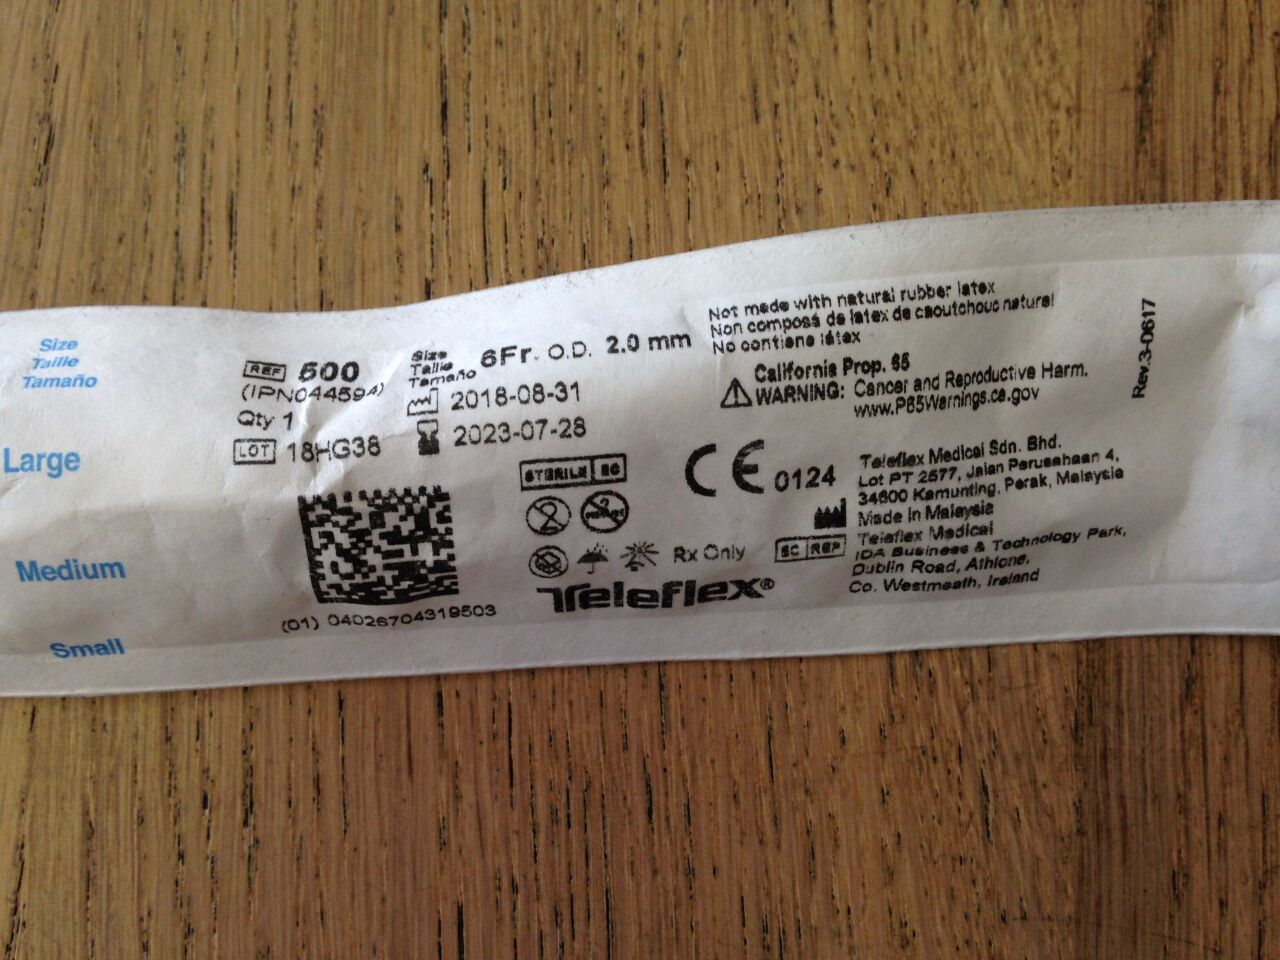 Size
Taille
Tamaño
Large
Medium
Small
REF 500
(IPN044594)
Qty 1
LOT 18HG38
(01) 04026704319503
Size
Taille
Tamaño
6Fr. O.D. 2.0 mm
2018-08-31
2023-07-28
STERILE EO
2
Rx Only
Teleflex®
Not made with natural rubber latex
Non composé de latex de caoutchouc naturel
No contiene látex
California Prop. 65
WARNING: Cancer and Reproductive Harm.
www.P65Warnings.ca.gov
CE 0124
Teleflex Medical Sdn. Bhd.
Lot PT 2577, Jalan Perusahaan 4,
34600 Kamunting, Perak, Malaysia
Made in Malaysia
EC REP
Teleflex Medical
IDA Business & Technology Park,
Dublin Road, Athlone,
Co. Westmeath, Ireland
Rev.3-0617